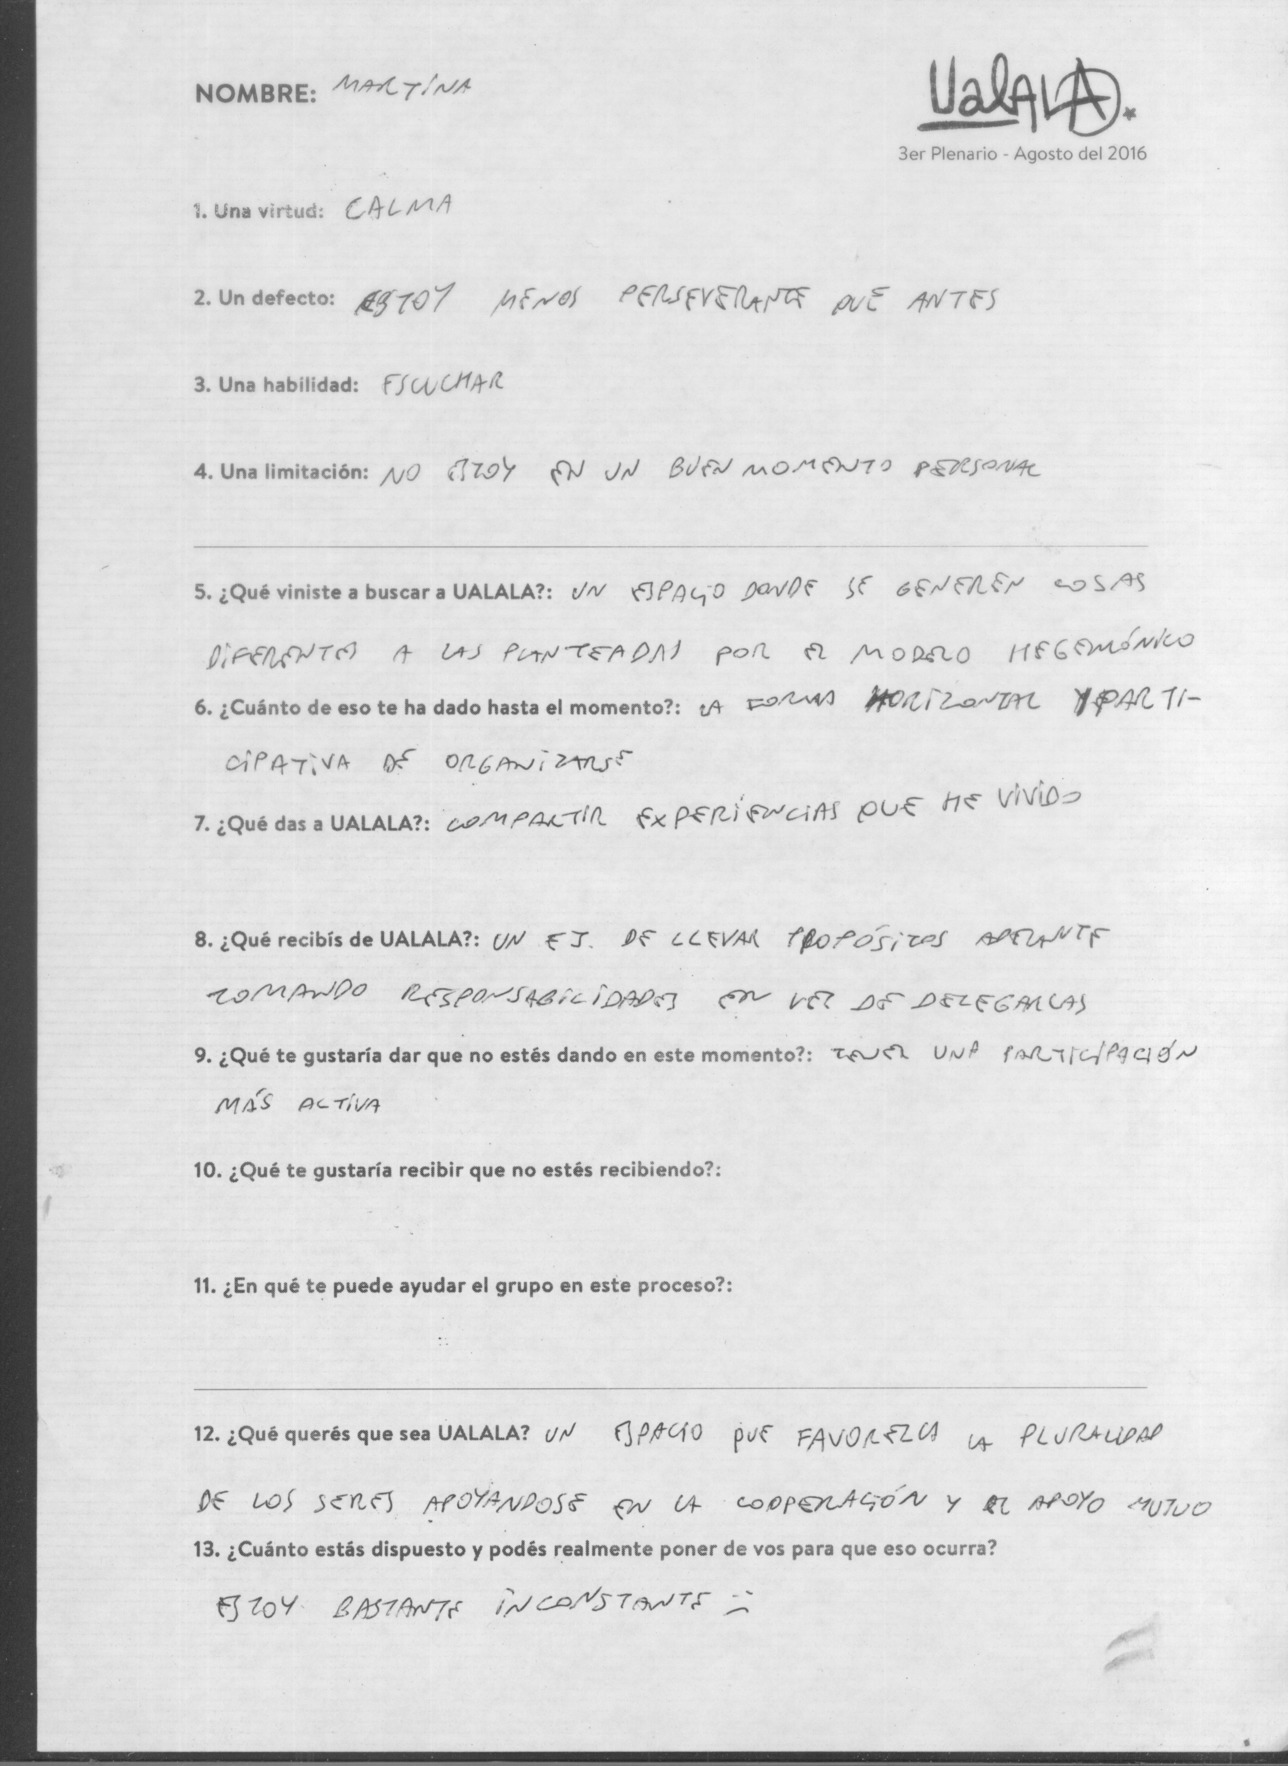 NOMBRE: MARTINA
UalALA.
3er Plenario - Agosto del 2016
1. Una virtud: CALMA
2. Un defecto: ESTOY MENOS PERSEVERANTE QUE ANTES
3. Una habilidad: ESCUCHAR
4. Una limitación: NO ESTOY EN UN BUEN MOMENTO PERSONAL
5. ¿Qué viniste a buscar a UALALA?: UN ESPACIO DONDE SE GENEREN COSAS
DIFERENTES A LAS PLANTEADAS POR EL MODELO HEGEMÓNICO
6. ¿Cuánto de eso te ha dado hasta el momento?: LA FORMA HORIZONTAL Y PARTI-
CIPATIVA DE ORGANIZARSE
7. ¿Qué das a UALALA?: COMPARTIR EXPERIENCIAS QUE HE VIVIDO
8. ¿Qué recibís de UALALA?: UN EJ. DE LLEVAR PROPÓSITOS ADELANTE
TOMANDO RESPONSABILIDADES EN VEZ DE DELEGARLAS
9. ¿Qué te gustaría dar que no estés dando en este momento?: TENER UNA PARTICIPACIÓN
MÁS ACTIVA
10. ¿Qué te gustaría recibir que no estés recibiendo?:
11. ¿En qué te puede ayudar el grupo en este proceso?:
12. ¿Qué querés que sea UALALA? UN ESPACIO QUE FAVOREZCA LA PLURALIDAD
DE LOS SERES APOYANDOSE EN LA COOPERACIÓN Y EL APOYO MUTUO
13. ¿Cuánto estás dispuesto y podés realmente poner de vos para que eso ocurra?
ESTOY BASTANTE INCONSTANTE :(